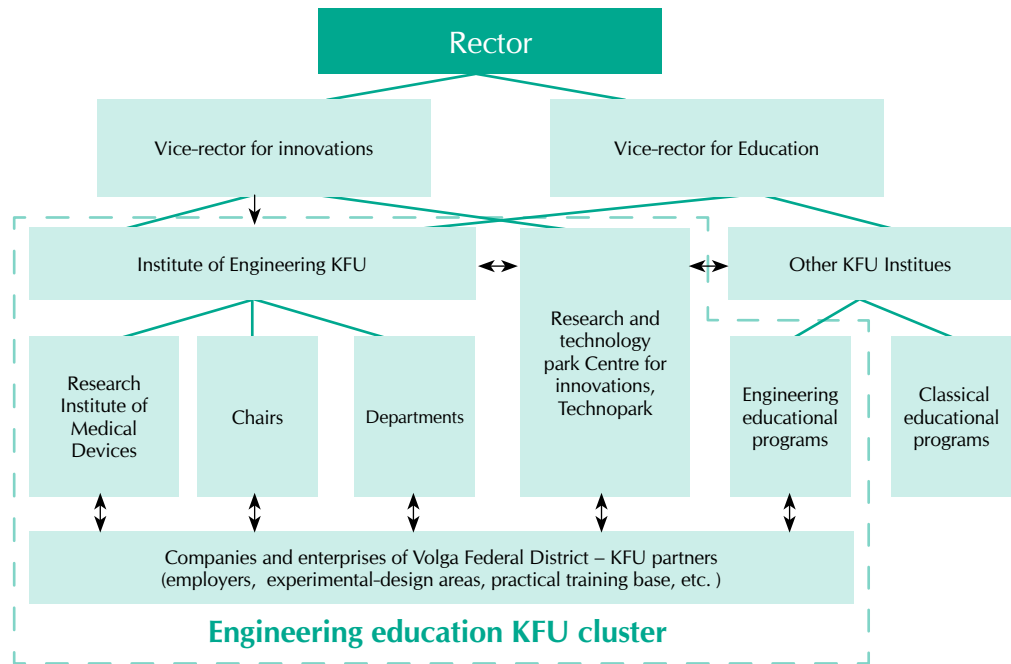 Rector
Vice-rector for innovations
Vice-rector for Education
Institute of Engineering KFU
Other KFU Institues
Research and
technology
park Centre for
innovations,
Technopark
Research
Institute of
Medical
Devices
Chairs
Departments
Engineering
educational
programs
Classical
educational
programs
Companies and enterprises of Volga Federal District – KFU partners
(employers, experimental-design areas, practical training base, etc. )
Engineering education KFU cluster